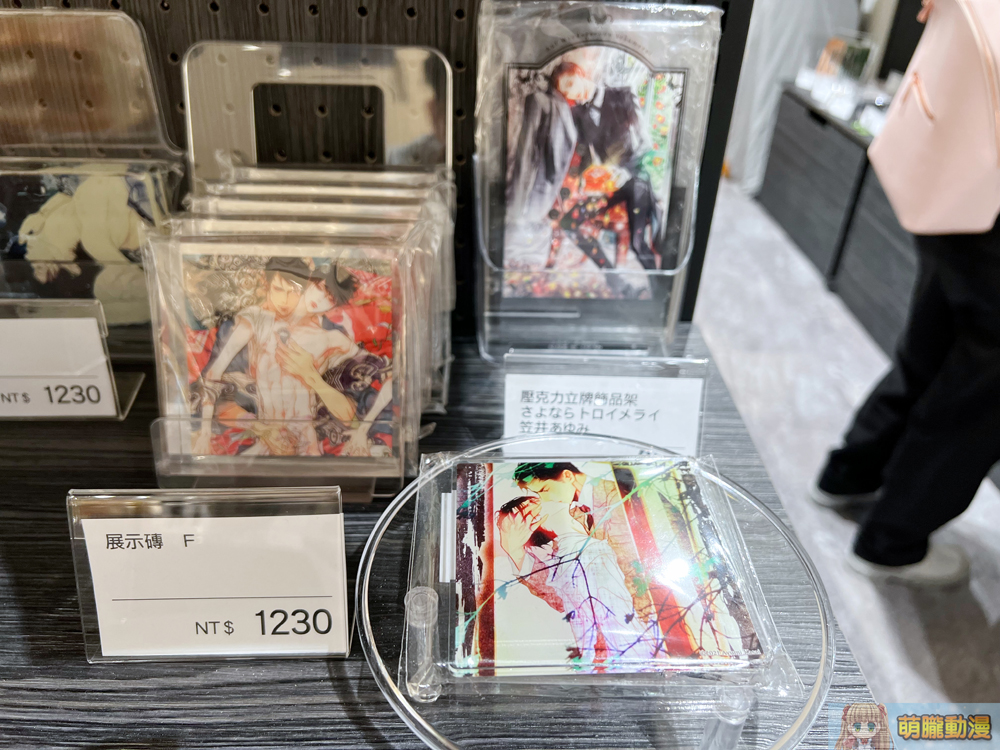 NT$ 1230
展示磚 F
NT$ 1230
壓克力立牌飾品架
さよならトロイメライ
笠井あゆみ
萌朧動漫